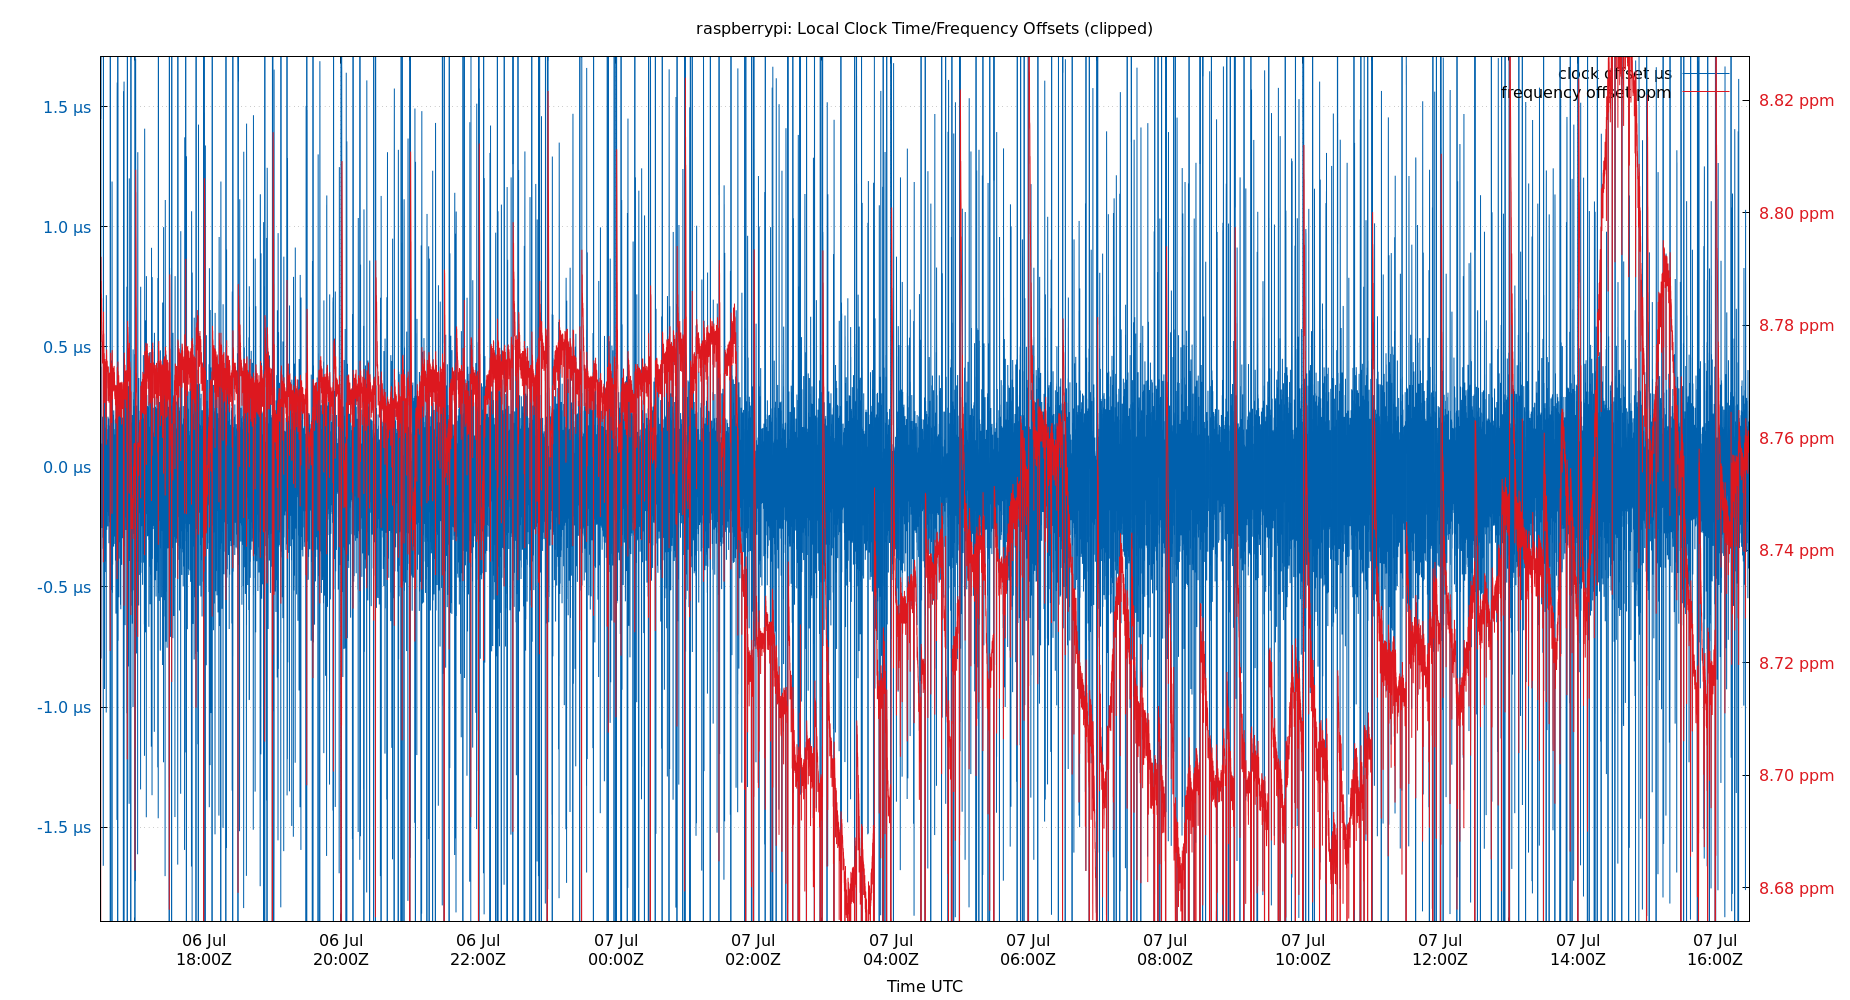 raspberrypi: Local Clock Time/Frequency Offsets (clipped)
clock offset µs
frequency offset ppm
1.5 µs
1.0 µs
0.5 µs
0.0 µs
-0.5 µs
-1.0 µs
-1.5 µs
8.82 ppm
8.80 ppm
8.78 ppm
8.76 ppm
8.74 ppm
8.72 ppm
8.70 ppm
8.68 ppm
06 Jul 06 Jul 06 Jul 07 Jul 07 Jul 07 Jul 07 Jul 07 Jul 07 Jul 07 Jul 07 Jul 07 Jul
18:00Z 20:00Z 22:00Z 00:00Z 02:00Z 04:00Z 06:00Z 08:00Z 10:00Z 12:00Z 14:00Z 16:00Z
Time UTC